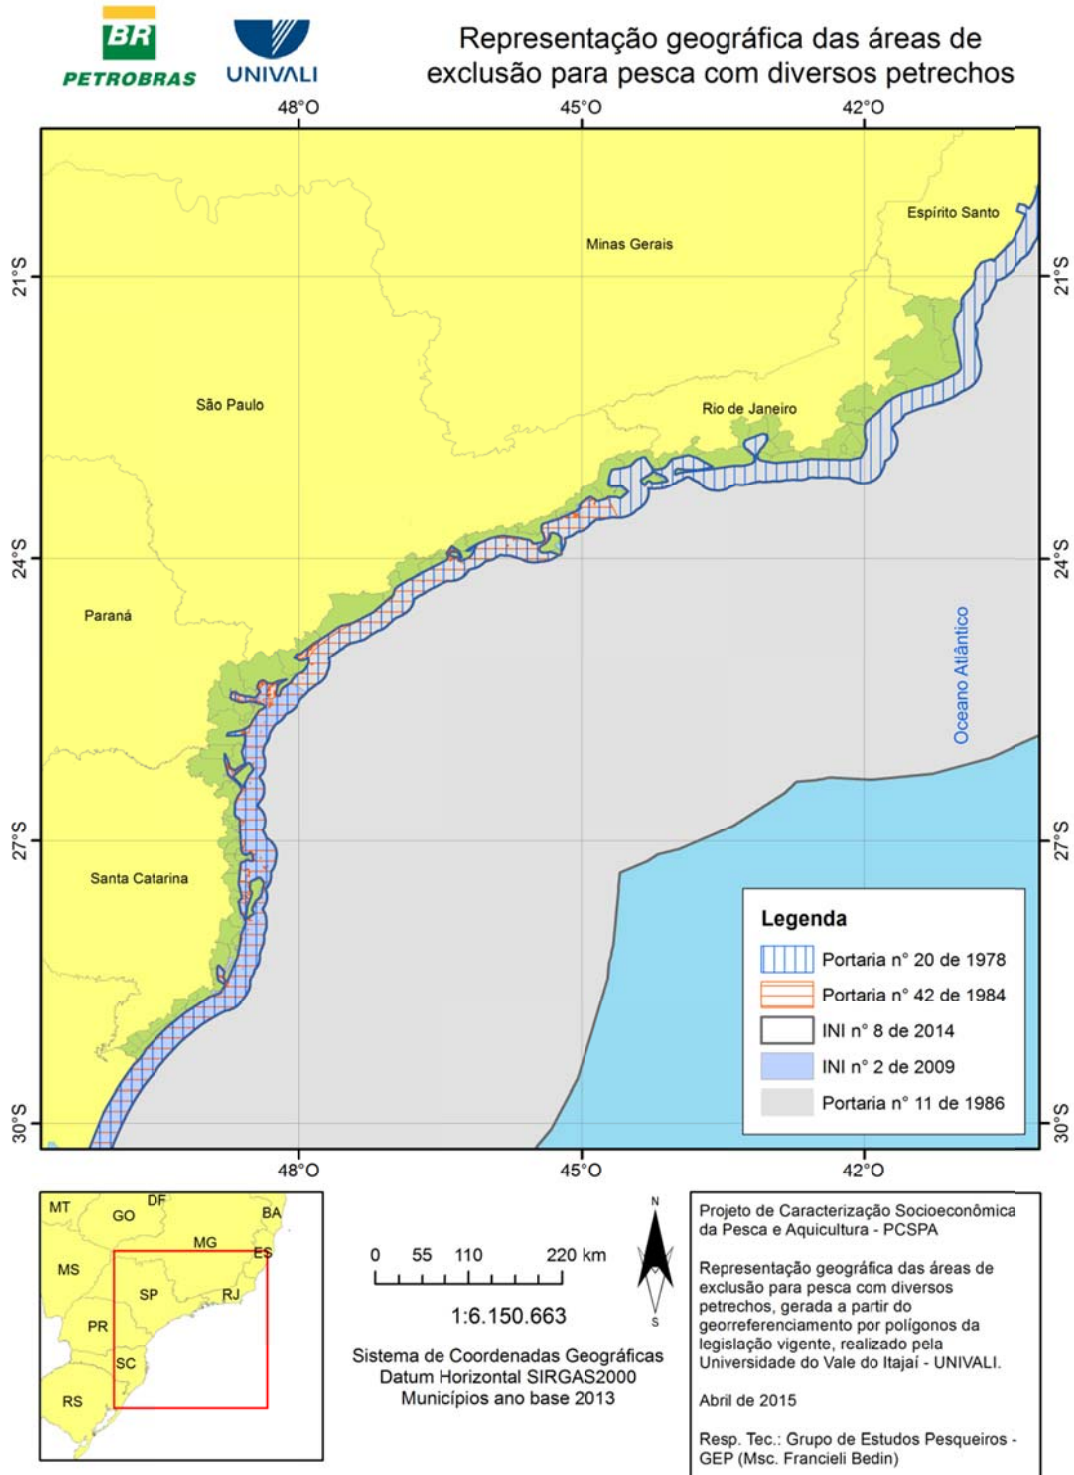 BR
PETROBRAS
UNIVALI
Representação geográfica das áreas de
exclusão para pesca com diversos petrechos
48°O
45°O
42°O
Espírito Santo
Minas Gerais
21°S
21°S
São Paulo
Rio de Janeiro
24°S
24°S
Paraná
Oceano Atlântico
27°S
27°S
Santa Catarina
Legenda
Portaria n° 20 de 1978
Portaria n° 42 de 1984
INI n° 8 de 2014
INI n° 2 de 2009
Portaria n° 11 de 1986
30°S
30°S
48°O
45°O
42°O
MT
GO
DF
BA
MG
ES
MS
SP
RJ
PR
SC
RS
0 55 110 220 km
1:6.150.663
Sistema de Coordenadas Geográficas
Datum Horizontal SIRGAS2000
Municípios ano base 2013
N
S
Projeto de Caracterização Socioeconômica
da Pesca e Aquicultura - PCSPA
Representação geográfica das áreas de
exclusão para pesca com diversos
petrechos, gerada a partir do
georreferenciamento por polígonos da
legislação vigente, realizado pela
Universidade do Vale do Itajaí - UNIVALI.
Abril de 2015
Resp. Tec.: Grupo de Estudos Pesqueiros -
GEP (Msc. Francieli Bedin)